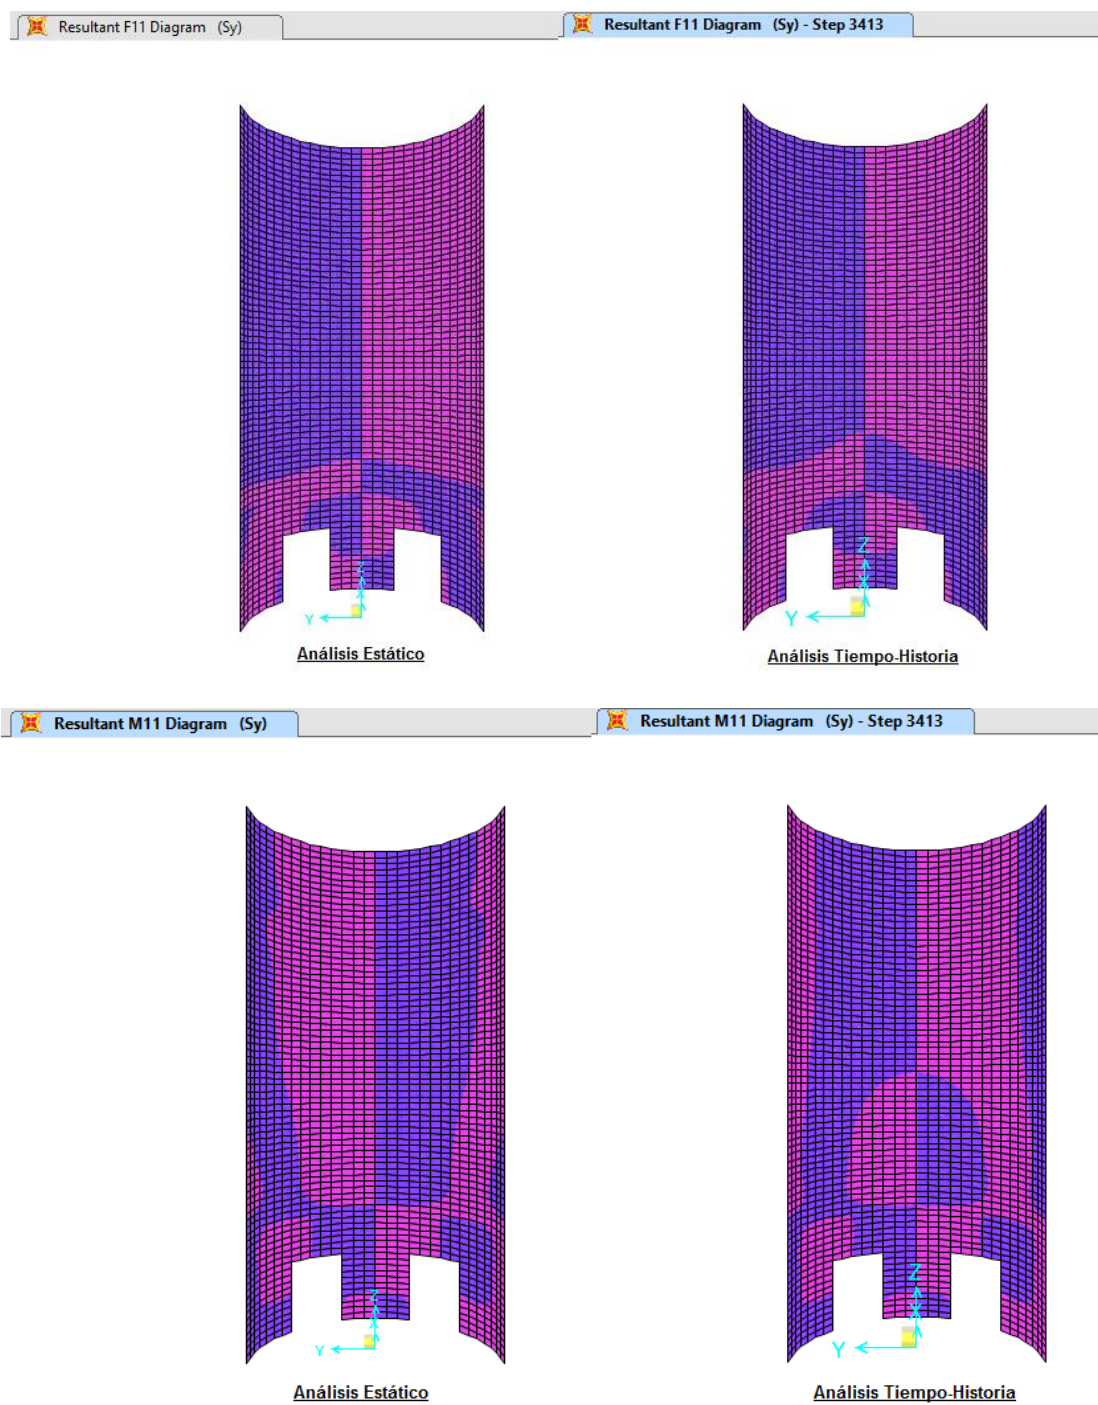 Resultant F11 Diagram (Sy)
Resultant F11 Diagram (Sy) - Step 3413
Z
X
Y
Z
X
Y
Análisis Estático
Análisis Tiempo-Historia
Resultant M11 Diagram (Sy)
Resultant M11 Diagram (Sy) - Step 3413
Z
X
Y
Z
X
Y
Análisis Estático
Análisis Tiempo-Historia